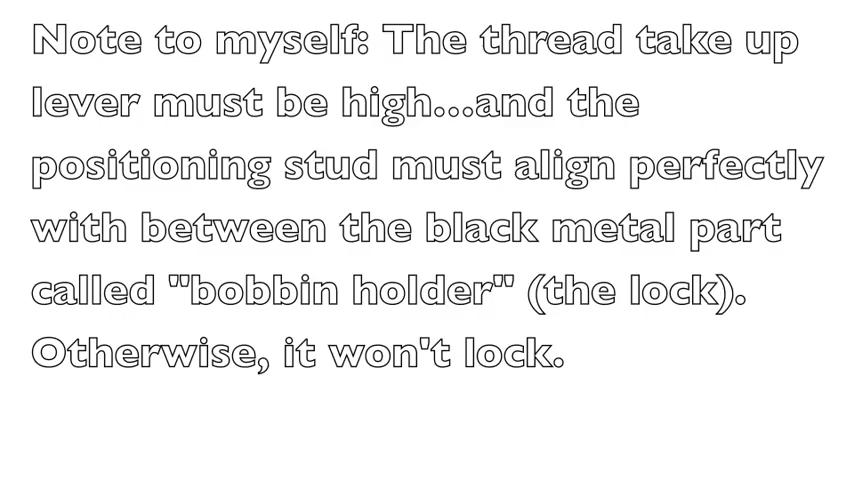 Note to myself: The thread take up
lever must be high...and the
positioning stud must align perfectly
with between the black metal part
called "bobbin holder" (the lock).
Otherwise, it won't lock.